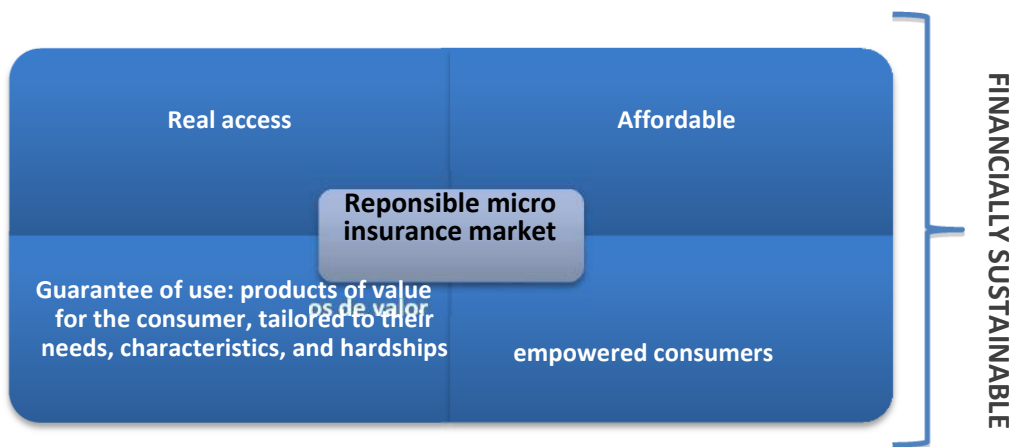 Real access
Affordable
Reponsible micro
insurance market
Guarantee of use: products of value
os de valor
for the consumer, tailored to their
needs, characteristics, and hardships
empowered consumers
FINANCIALLY SUSTAINABLE